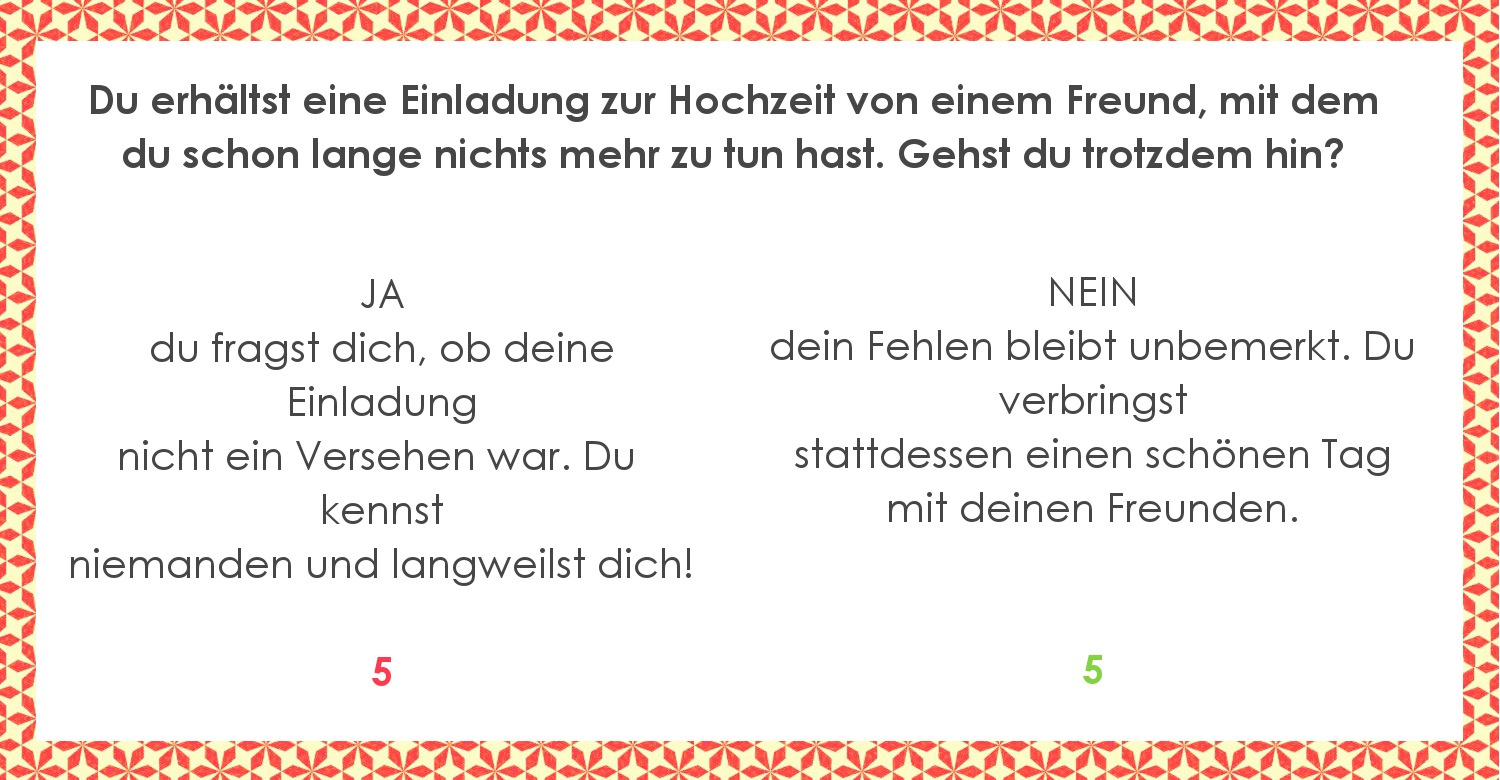 Du erhältst eine Einladung zur Hochzeit von einem Freund, mit dem
du schon lange nichts mehr zu tun hast. Gehst du trotzdem hin?
JA
du fragst dich, ob deine
Einladung
nicht ein Versehen war. Du
kennst
niemanden und langweilst dich!
5
NEIN
dein Fehlen bleibt unbemerkt. Du
verbringst
stattdessen einen schönen Tag
mit deinen Freunden.
5